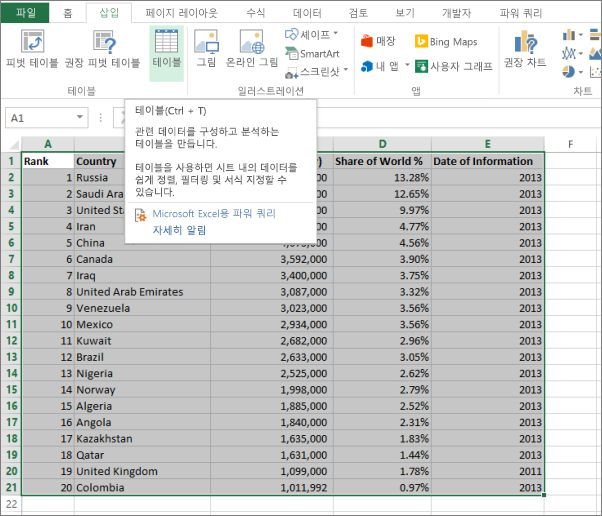 파일 홈 삽입 페이지 레이아웃 수식 데이터 검토 보기 개발자 파워 쿼리
피벗 테이블 권장 피벗 테이블 테이블 그림 온라인 그림 셰이프 SmartArt 스크린샷 매장 내 앱 Bing Maps 사용자 그래프 권장 차트
테이블 일러스트레이션 앱 차트
A1
테이블(Ctrl + T)
관련 데이터를 구성하고 분석하는
테이블을 만듭니다.
테이블을 사용하면 시트 내의 데이터를
쉽게 정렬, 필터링 및 서식 지정할 수
있습니다.
Microsoft Excel용 파워 쿼리
자세히 알림
A D E F
1 Rank Country Share of World % Date of Information
2 1 Russia 13.28% 2013
3 2 Saudi Ara 12.65% 2013
4 3 United Sta 9.97% 2013
5 4 Iran 4.77% 2013
6 5 China 4.56% 2013
7 6 Canada 3,592,000 3.90% 2013
8 7 Iraq 3,400,000 3.75% 2013
9 8 United Arab Emirates 3,087,000 3.32% 2013
10 9 Venezuela 3,023,000 3.56% 2013
11 10 Mexico 2,934,000 3.56% 2013
12 11 Kuwait 2,682,000 2.96% 2013
13 12 Brazil 2,633,000 3.05% 2013
14 13 Nigeria 2,525,000 2.62% 2013
15 14 Norway 1,998,000 2.79% 2013
16 15 Algeria 1,885,000 2.52% 2013
17 16 Angola 1,840,000 2.31% 2013
18 17 Kazakhstan 1,635,000 1.83% 2013
19 18 Qatar 1,631,000 1.44% 2013
20 19 United Kingdom 1,099,000 1.78% 2011
21 20 Colombia 1,011,992 0.97% 2013
22